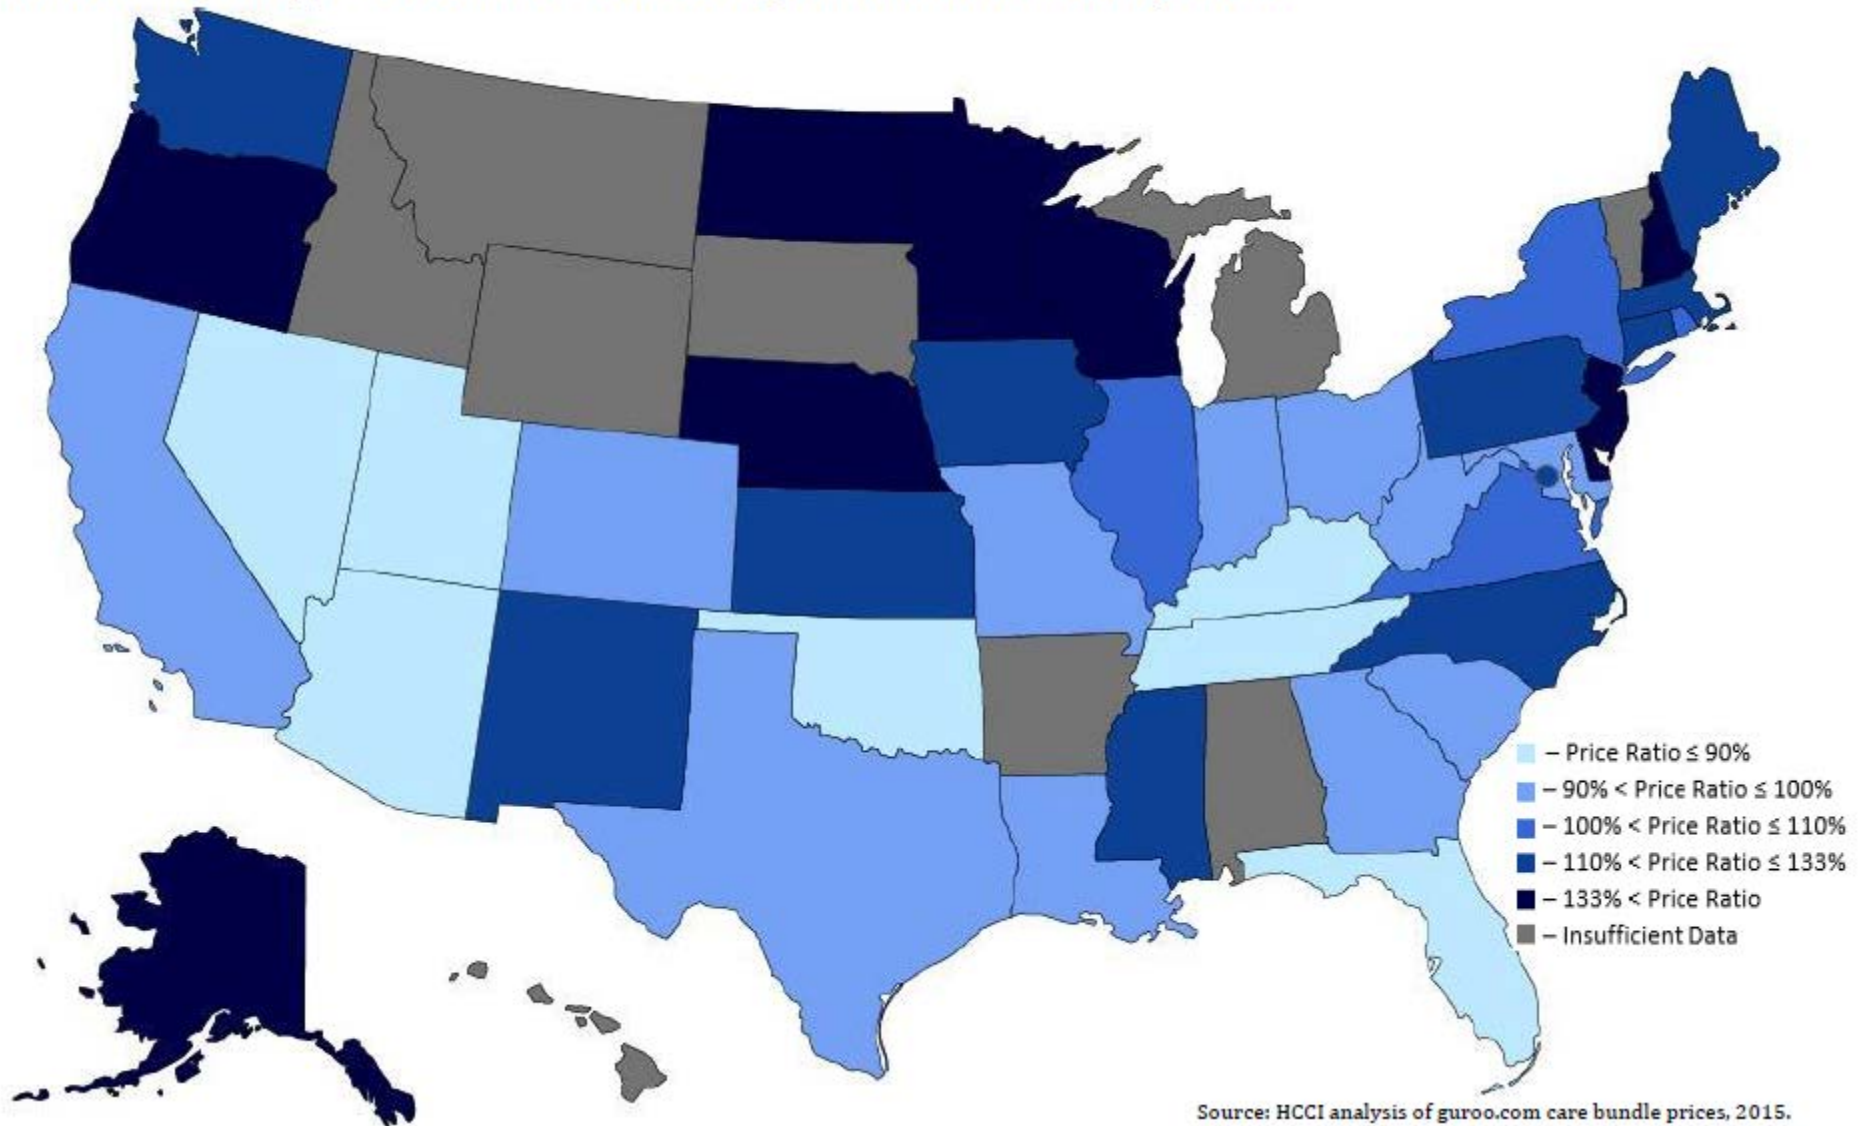 – Price Ratio ≤ 90%
– 90% < Price Ratio ≤ 100%
– 100% < Price Ratio ≤ 110%
– 110% < Price Ratio ≤ 133%
– 133% < Price Ratio
– Insufficient Data
Source: HCCI analysis of guroo.com care bundle prices, 2015.